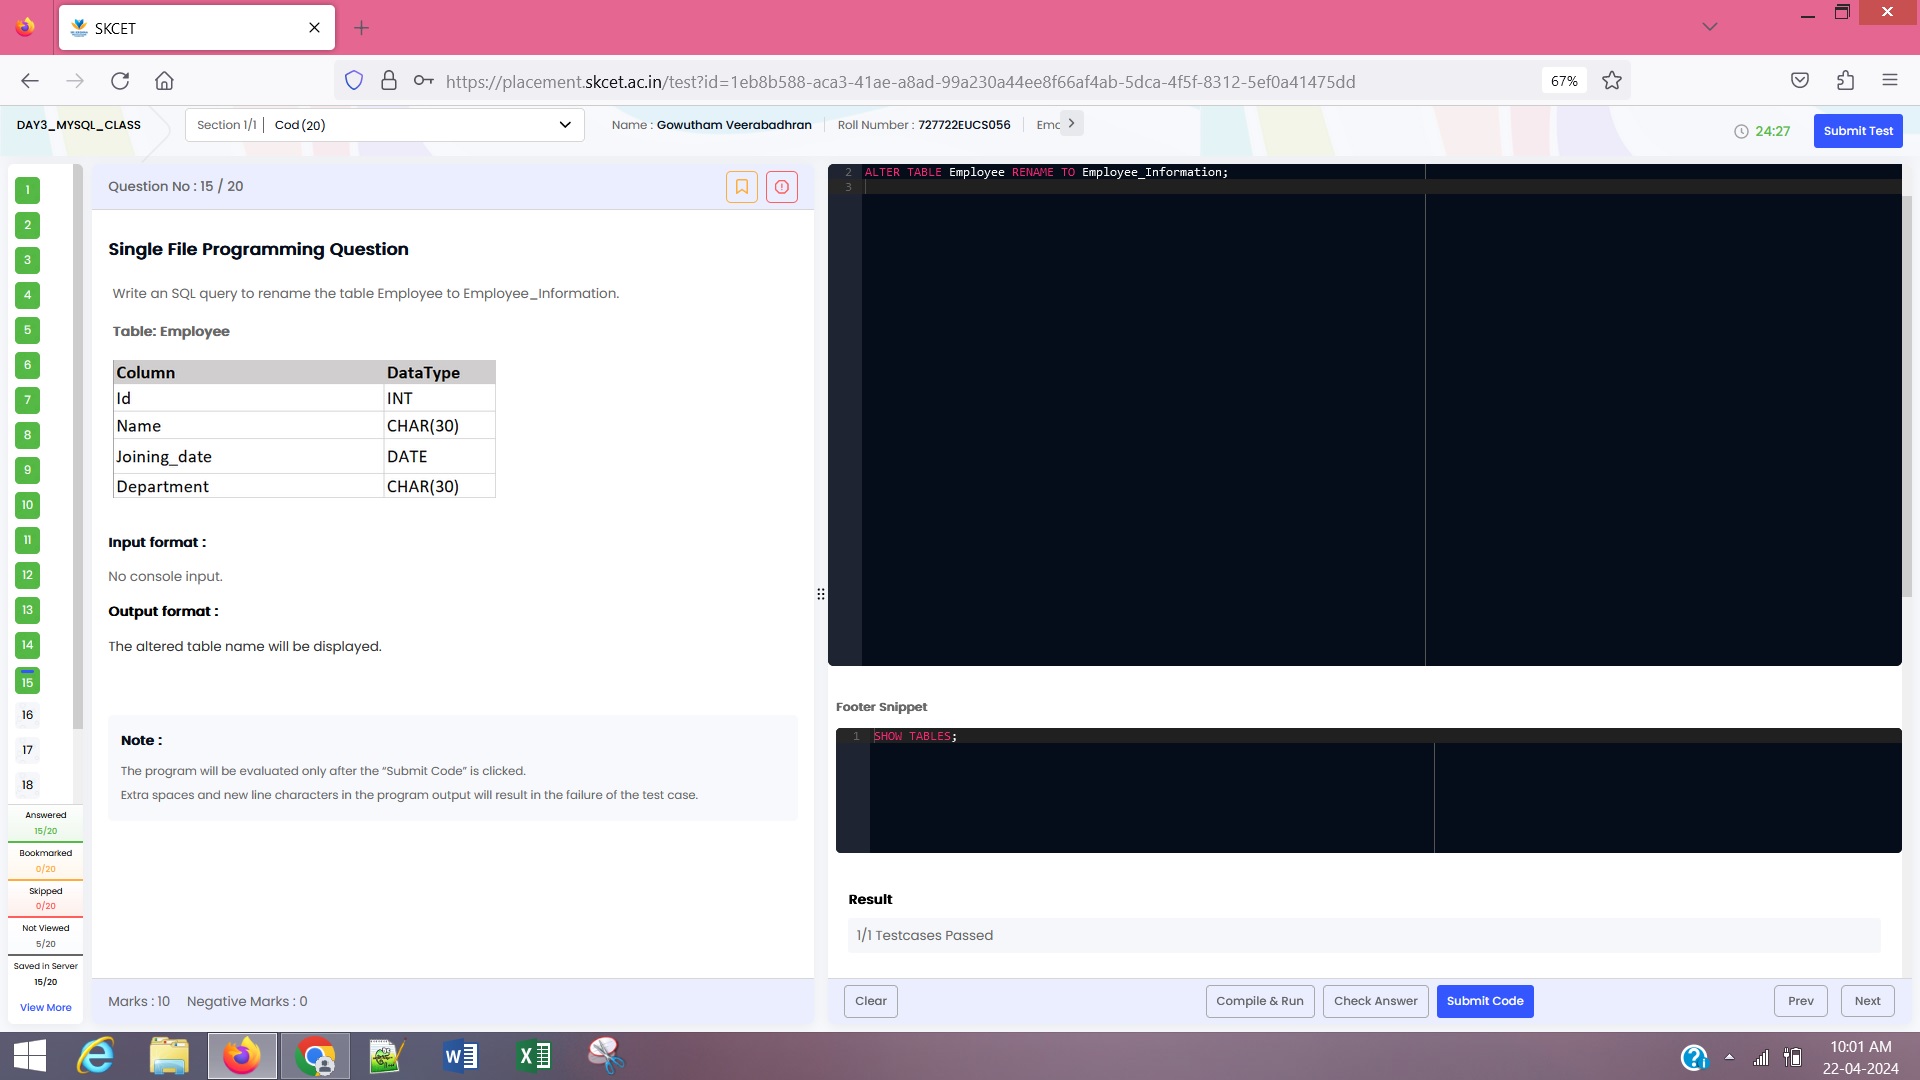 SKCET
https://placement.skcet.ac.in/test?id=1eb8b588-aca3-41ae-a8ad-99a230a44ee8f66af4ab-5dca-4f5f-8312-5ef0a41475dd
67%
DAY3_MYSQL_CLASS
Section 1/1 | Cod (20)
Name : Gowutham Veerabadhran
Roll Number : 727722EUCS056
Ema
24:27
Submit Test
1
2
3
4
5
6
7
8
9
10
11
12
13
14
15
16
17
18
Answered
15/20
Bookmarked
0/20
Skipped
0/20
Not Viewed
5/20
Saved in Server
15/20
View More
Question No : 15 / 20
Single File Programming Question
Write an SQL query to rename the table Employee to Employee_Information.
Table: Employee
Column DataType
Id INT
Name CHAR(30)
Joining_date DATE
Department CHAR(30)
Input format :
No console input.
Output format :
The altered table name will be displayed.
Note :
The program will be evaluated only after the “Submit Code” is clicked.
Extra spaces and new line characters in the program output will result in the failure of the test case.
Marks : 10 Negative Marks : 0
2 ALTER TABLE Employee RENAME TO Employee_Information;
3
Footer Snippet
1 SHOW TABLES;
Result
1/1 Testcases Passed
Clear
Compile & Run
Check Answer
Submit Code
Prev
Next
10:01 AM
22-04-2024